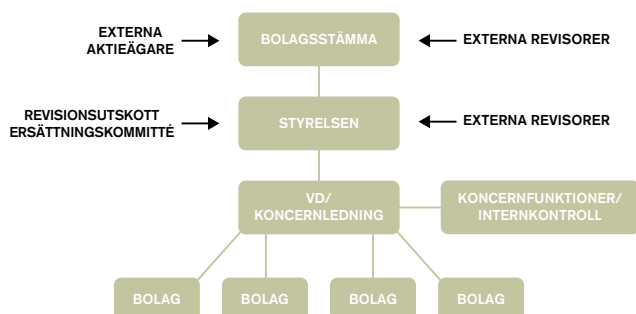 EXTERNA
AKTIEÄGARE
BOLAGSSTÄMMA
EXTERNA REVISORER
REVISIONSUTSKOTT
ERSÄTTNINGSKOMMITTÉ
STYRELSEN
EXTERNA REVISORER
VD/
KONCERNLEDNING
KONCERNFUNKTIONER/
INTERNKONTROLL
BOLAG
BOLAG
BOLAG
BOLAG